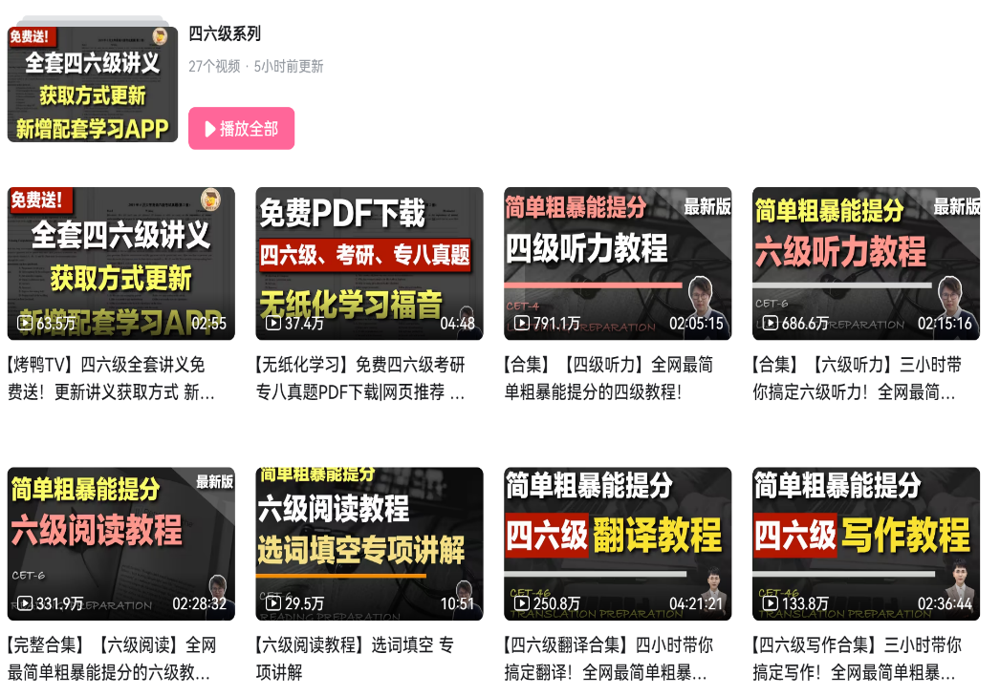 免费送!
全套四六级讲义
获取方式更新
新增配套学习APP
四六级系列
27个视频 · 5小时前更新
播放全部
免费送!
全套四六级讲义
获取方式更新
新增配套学习APP
63.5万
02:55
【烤鸭TV】四六级全套讲义免
费送！更新讲义获取方式 新...
免费PDF下载
四六级、考研、专八真题
无纸化学习福音
37.4万
04:48
【无纸化学习】免费四六级考研
专八真题PDF下载|网页推荐 ...
简单粗暴能提分
最新版
四级听力教程
CET-4
791.1万
02:05:15
【合集】【四级听力】全网最简
单粗暴能提分的四级教程！
简单粗暴能提分
最新版
六级听力教程
CET-6
686.6万
02:15:16
【合集】【六级听力】三小时带
你搞定六级听力！全网最简...
简单粗暴能提分
最新版
六级阅读教程
CET-6
331.9万
02:28:32
【完整合集】【六级阅读】全网
最简单粗暴能提分的六级教...
简单粗暴能提分
六级阅读教程
选词填空专项讲解
CET-6
READING PREPARATION
29.5万
10:51
【六级阅读教程】选词填空 专
项讲解
简单粗暴能提分
四六级 翻译教程
CET-46
TRANSLATION PREPARATION
250.8万
04:21:21
【四六级翻译合集】四小时带你
搞定翻译！全网最简单粗暴...
简单粗暴能提分
四六级 写作教程
CET-46
TRANSLATION PREPARATION
133.8万
02:36:44
【四六级写作合集】三小时带你
搞定写作！全网最简单粗暴...